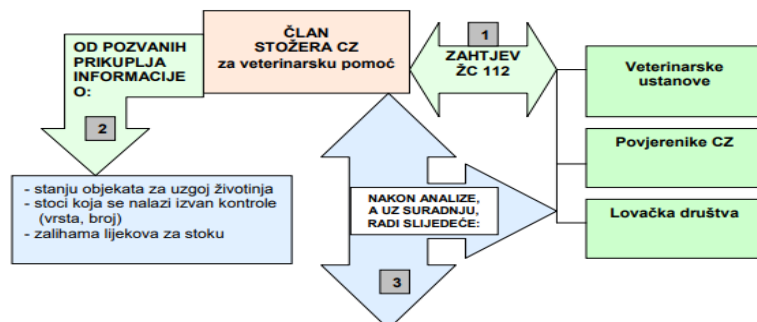 ČLAN
STOŽERA CZ
za veterinarsku pomoć
1
ZAHTJEV
ŽC 112
Veterinarske
ustanove
Povjerenike CZ
Lovačka društva
OD POZVANIH
PRIKUPLJA
INFORMACIJE
O:
2
- stanju objekata za uzgoj životinja
- stoci koja se nalazi izvan kontrole
(vrsta, broj)
- zalihama lijekova za stoku
NAKON ANALIZE,
A UZ SURADNJU,
RADI SLIJEDEĆE:
3